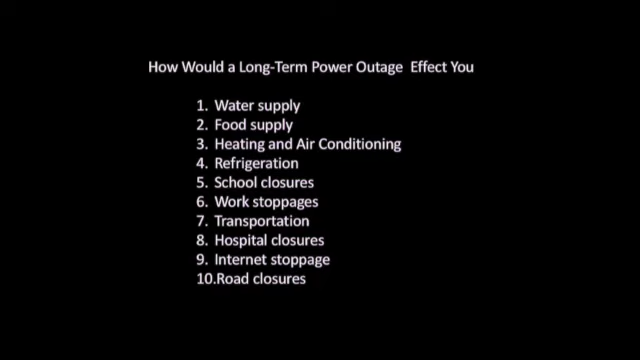 How Would a Long-Term Power Outage Effect You
1. Water supply
2. Food supply
3. Heating and Air Conditioning
4. Refrigeration
5. School closures
6. Work stoppages
7. Transportation
8. Hospital closures
9. Internet stoppage
10.Road closures